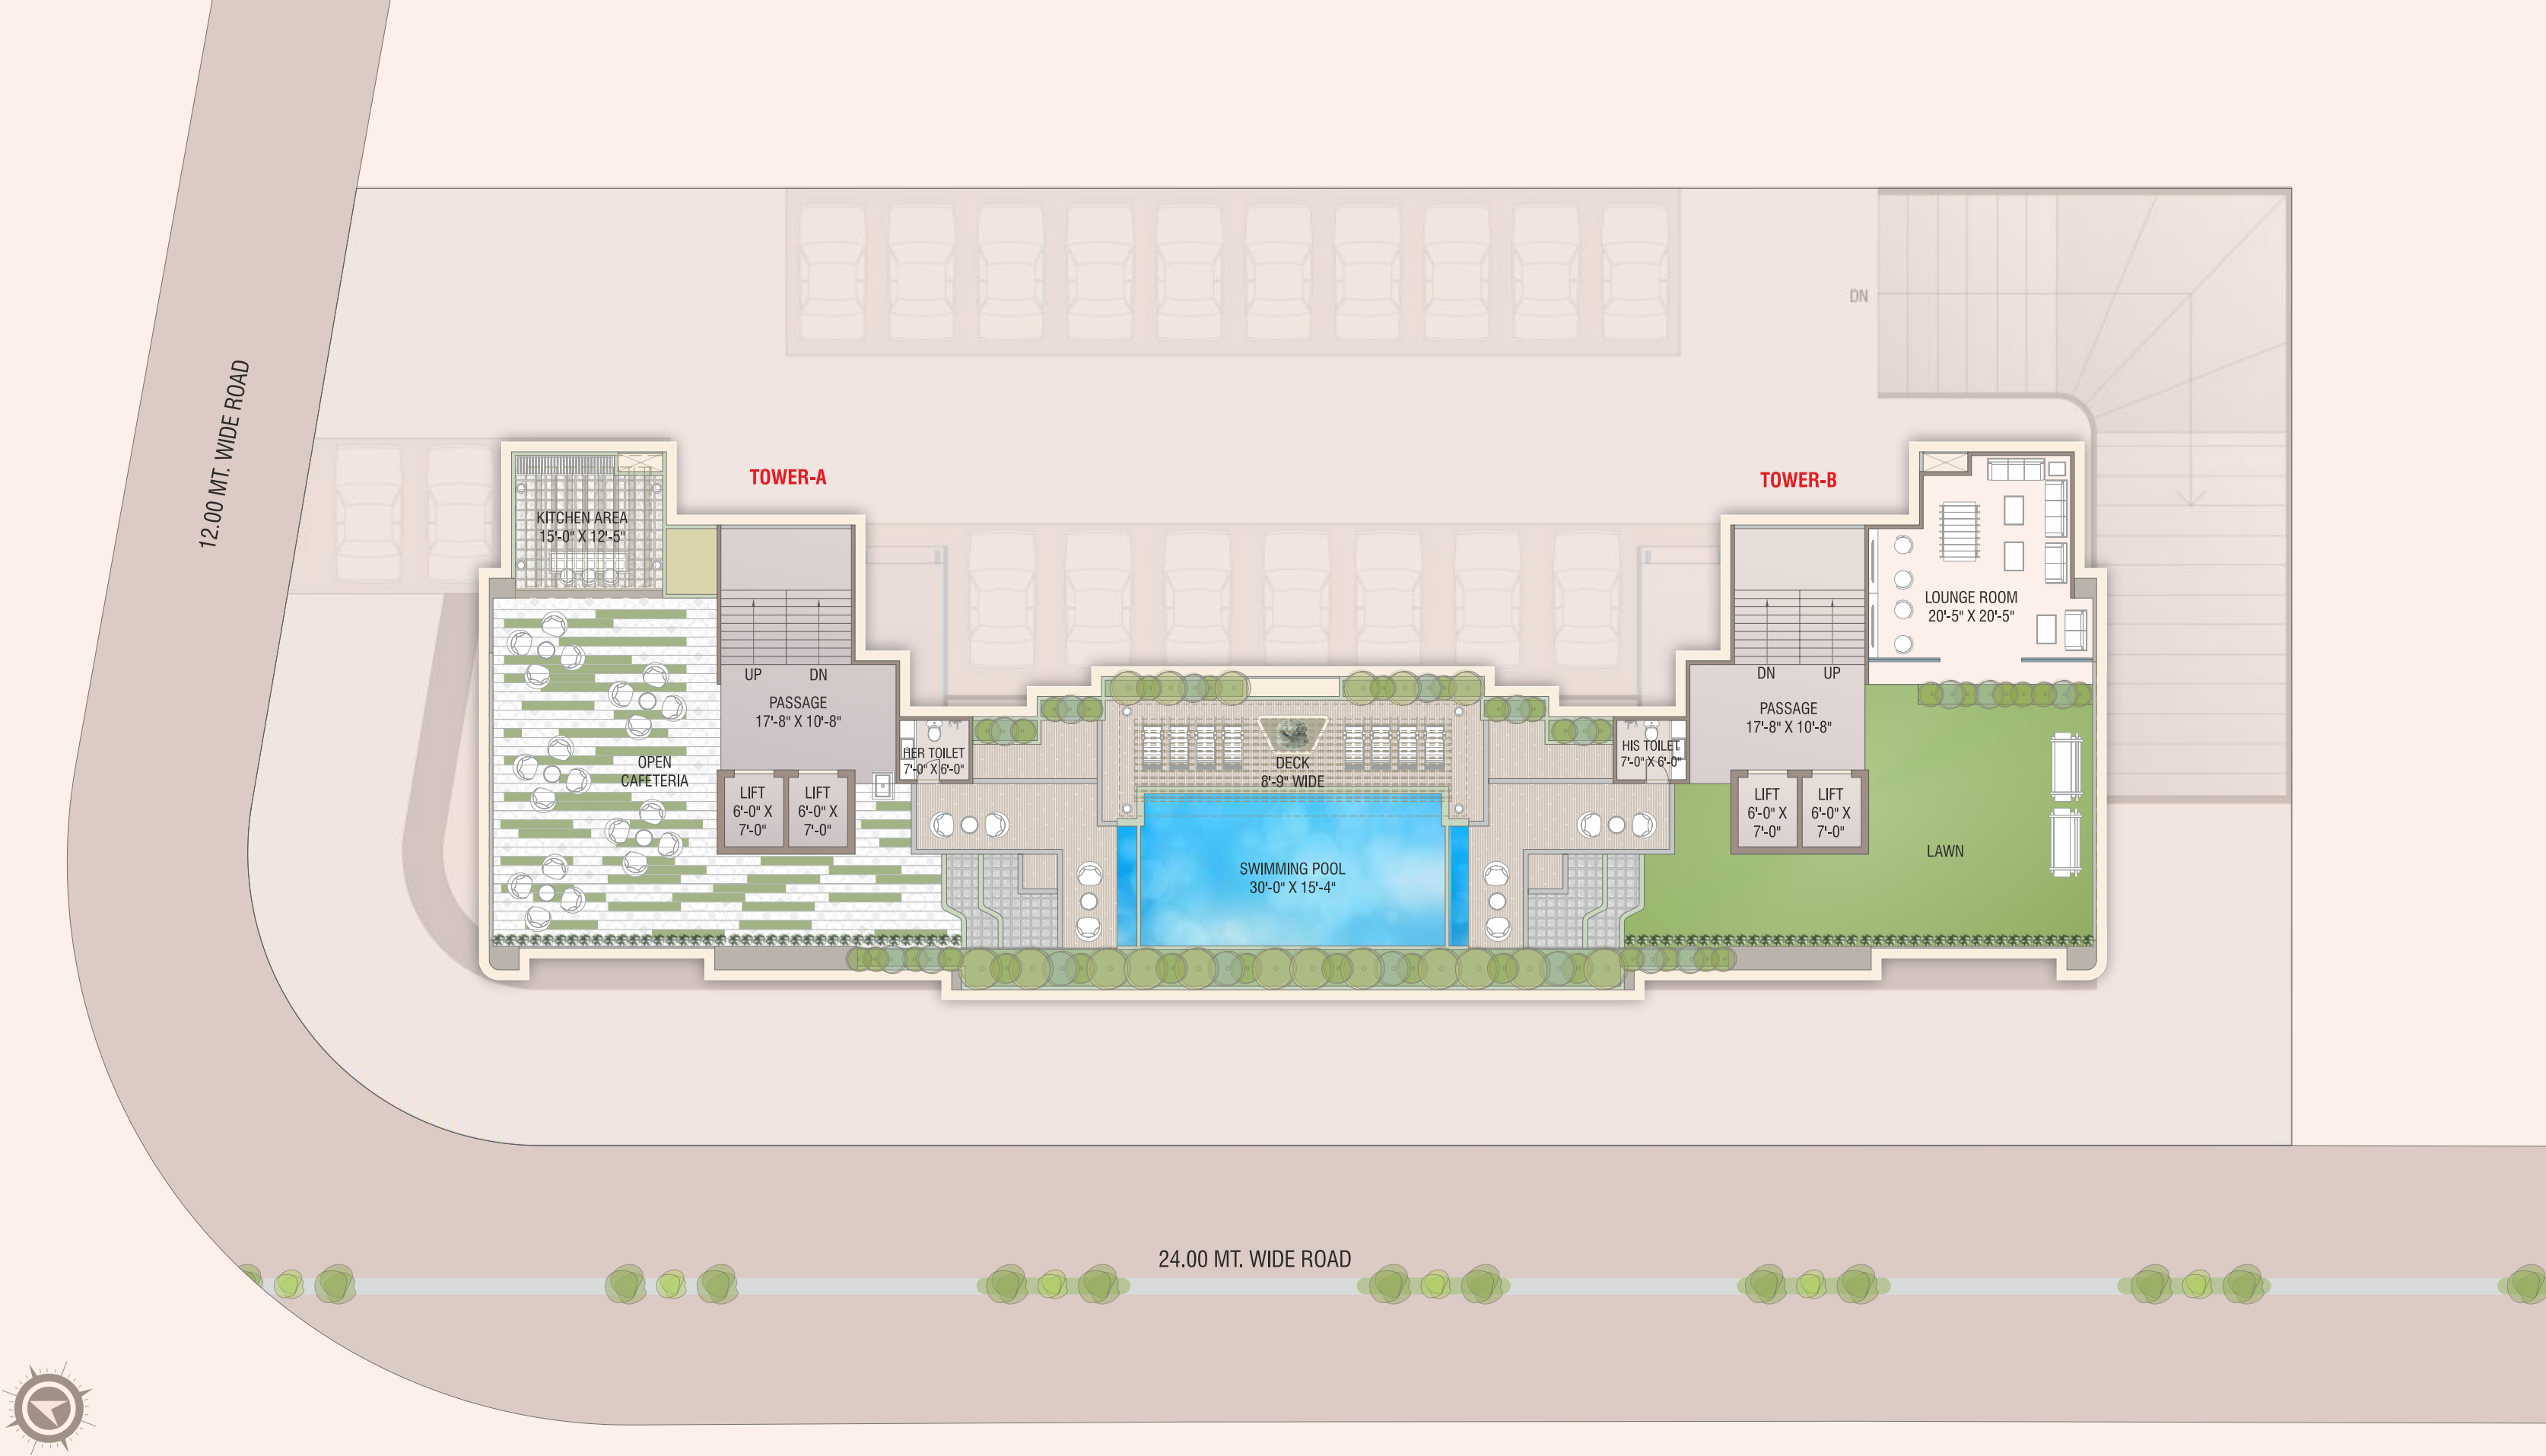 DN
12.00 MT. WIDE ROAD
TOWER-A
TOWER-B
KITCHEN AREA
15'-0" X 12'-5"
LOUNGE ROOM
20'-5" X 20'-5"
UP
DN
DN
UP
PASSAGE
17'-8" X 10'-8"
PASSAGE
17'-8" X 10'-8"
HER TOILET
7'-0" X 6'-0"
HIS TOILET
7'-0" X 6'-0"
OPEN
CAFETERIA
DECK
8'-9" WIDE
LIFT
6'-0" X
7'-0"
LIFT
6'-0" X
7'-0"
LIFT
6'-0" X
7'-0"
LIFT
6'-0" X
7'-0"
SWIMMING POOL
30'-0" X 15'-4"
LAWN
24.00 MT. WIDE ROAD